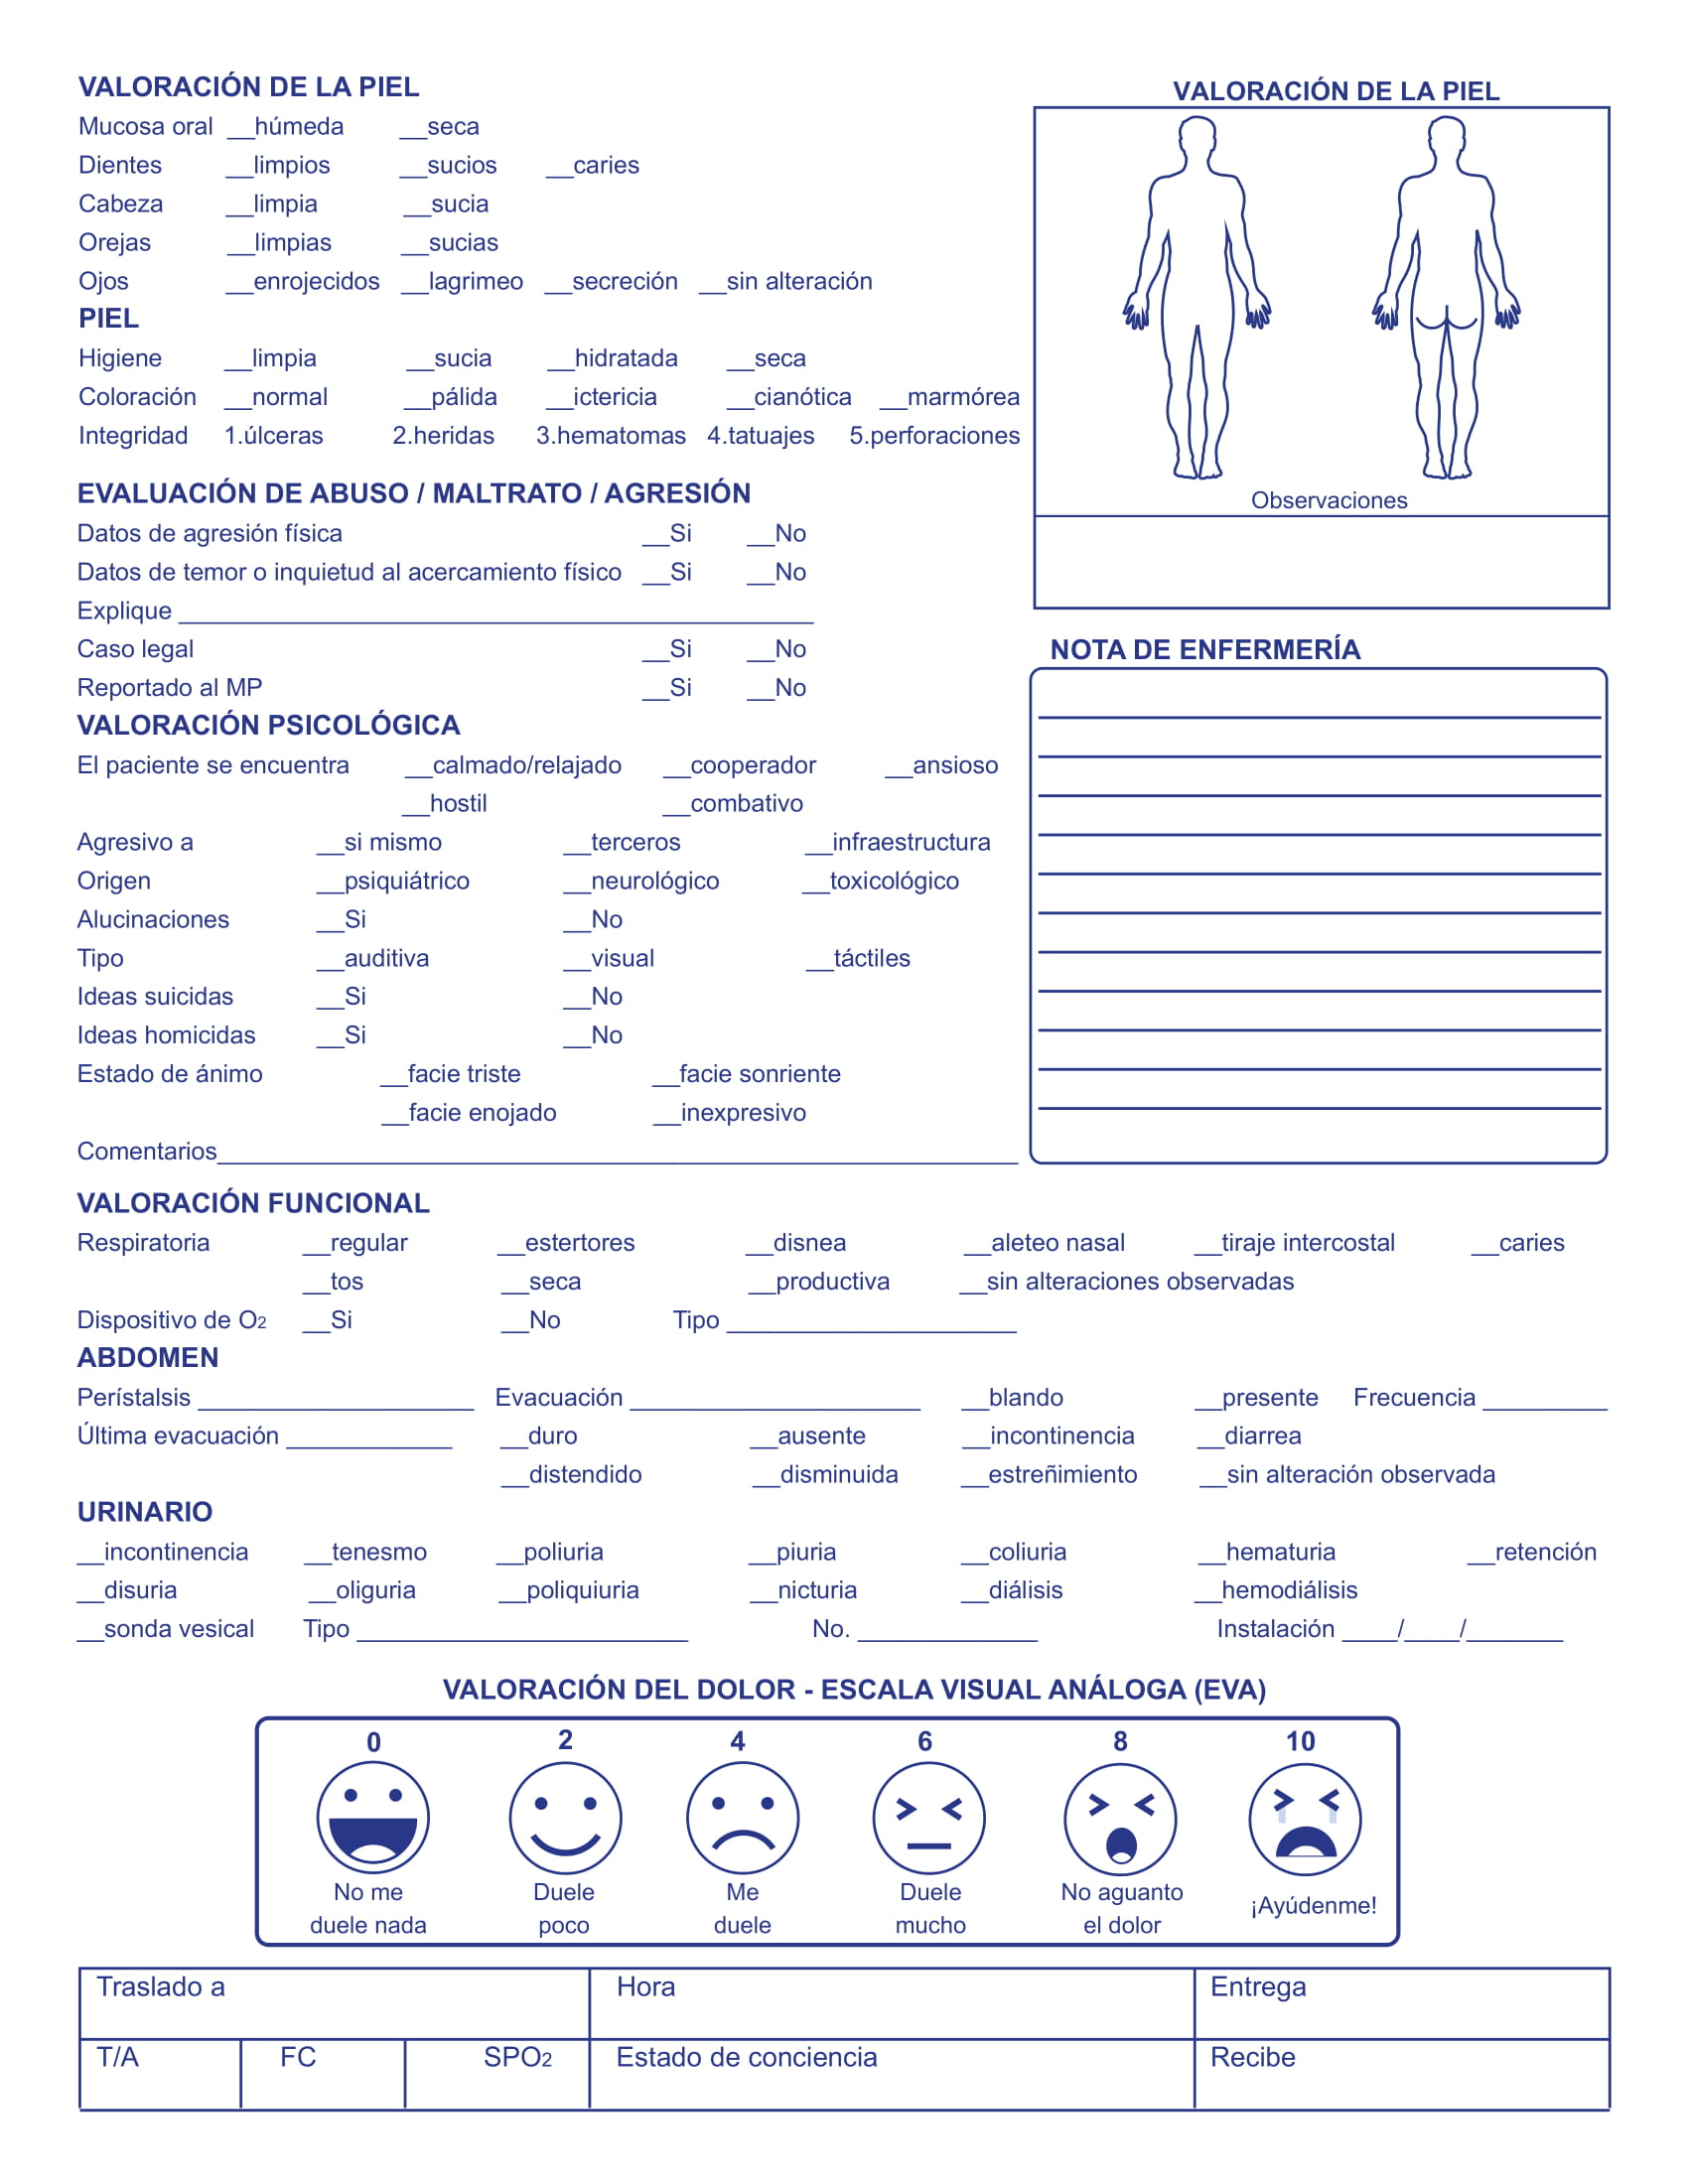 VALORACIÓN DE LA PIEL
Mucosa oral __húmeda __seca
Dientes __limpios __sucios __caries
Cabeza __limpia __sucia
Orejas __limpias __sucias
Ojos __enrojecidos __lagrimeo __secreción __sin alteración
PIEL
Higiene __limpia __sucia __hidratada __seca
Coloración __normal __pálida __ictericia __cianótica __marmórea
Integridad 1.úlceras 2.heridas 3.hematomas 4.tatuajes 5.perforaciones
VALORACIÓN DE LA PIEL
Observaciones
EVALUACIÓN DE ABUSO / MALTRATO / AGRESIÓN
Datos de agresión física __Si __No
Datos de temor o inquietud al acercamiento físico __Si __No
Explique ______________________________________________
Caso legal __Si __No
Reportado al MP __Si __No
VALORACIÓN PSICOLÓGICA
El paciente se encuentra __calmado/relajado __cooperador __ansioso
__hostil __combativo
Agresivo a __si mismo __terceros __infraestructura
Origen __psiquiátrico __neurológico __toxicológico
Alucinaciones __Si __No
Tipo __auditiva __visual __táctiles
Ideas suicidas __Si __No
Ideas homicidas __Si __No
Estado de ánimo __facie triste __facie sonriente
__facie enojado __inexpresivo
Comentarios__________________________________________________________
NOTA DE ENFERMERÍA
VALORACIÓN FUNCIONAL
Respiratoria __regular __estertores __disnea __aleteo nasal __tiraje intercostal __caries
__tos __seca __productiva __sin alteraciones observadas
Dispositivo de O2 __Si __No Tipo _____________________
ABDOMEN
Perístalsis ____________________ Evacuación _____________________ __blando __presente Frecuencia _________
Última evacuación ____________ __duro __ausente __incontinencia __diarrea
__distendido __disminuida __estreñimiento __sin alteración observada
URINARIO
__incontinencia __tenesmo __poliuria __piuria __coliuria __hematuria __retención
__disuria __oliguria __poliquiuria __nicturia __diálisis __hemodiálisis
__sonda vesical Tipo ________________________ No. _____________ Instalación ____/____/_______
VALORACIÓN DEL DOLOR - ESCALA VISUAL ANÁLOGA (EVA)
0 2 4 6 8 10
No me Duele Me Duele No aguanto ¡Ayúdenme!
duele nada poco duele mucho el dolor
Traslado a Hora Entrega
T/A FC SPO2 Estado de conciencia Recibe